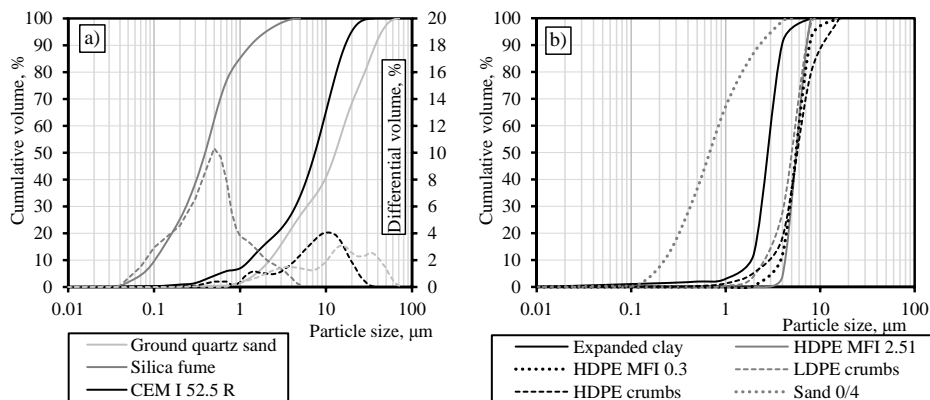 a)
Cumulative volume, %
100
90
80
70
60
50
40
30
20
10
0
Differential volume, %
20
18
16
14
12
10
8
6
4
2
0
0.01 0.1 1 10 100
Particle size, μm
Ground quartz sand
Silica fume
CEM I 52.5 R
b)
Cumulative volume, %
100
90
80
70
60
50
40
30
20
10
0
0.01 0.1 1 10 100
Particle size, μm
Expanded clay HDPE MFI 2.51
HDPE MFI 0.3 LDPE crumbs
HDPE crumbs Sand 0/4